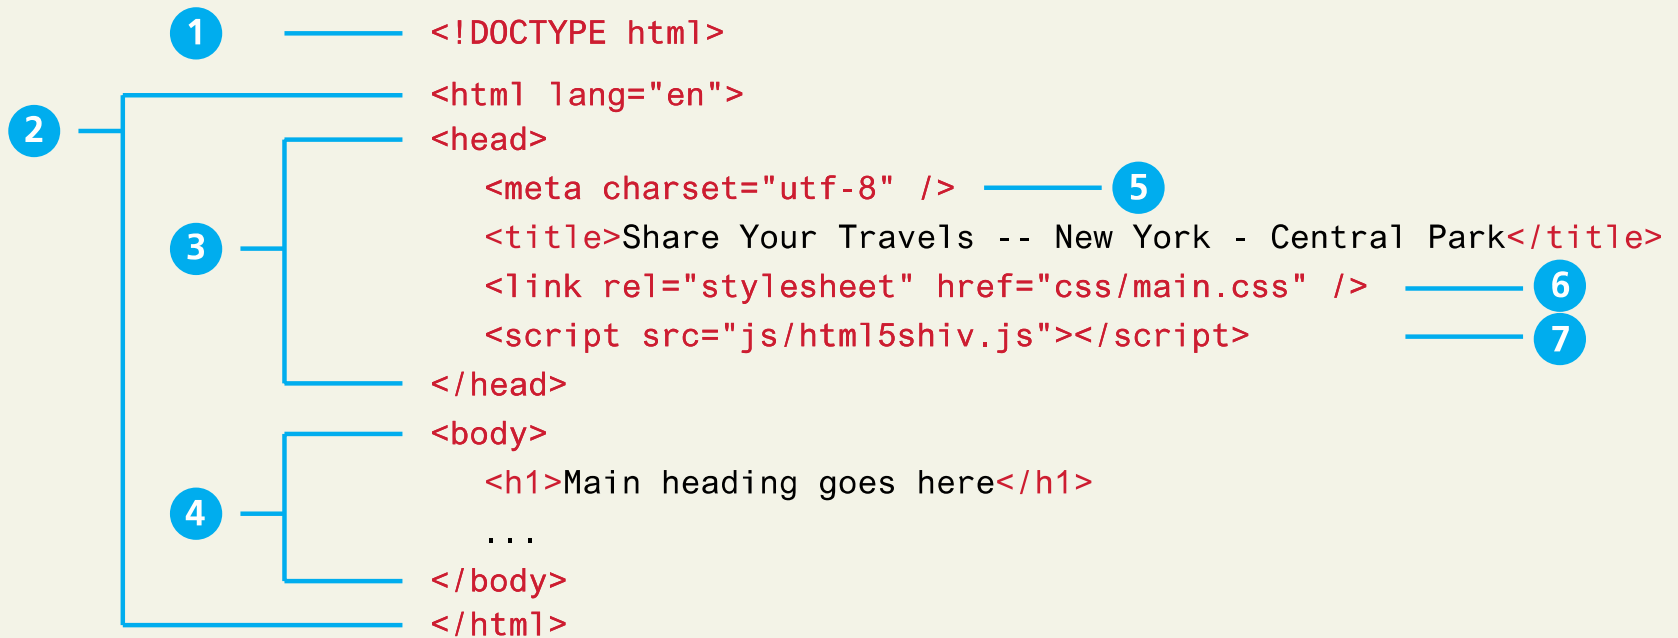 1 <!DOCTYPE html>
<html lang="en">
2
<head>
<meta charset="utf-8" /> 5
3
<title>Share Your Travels -- New York - Central Park</title>
<link rel="stylesheet" href="css/main.css" /> 6
<script src="js/html5shiv.js"></script> 7
</head>
<body>
<h1>Main heading goes here</h1>
4
...
</body>
</html>